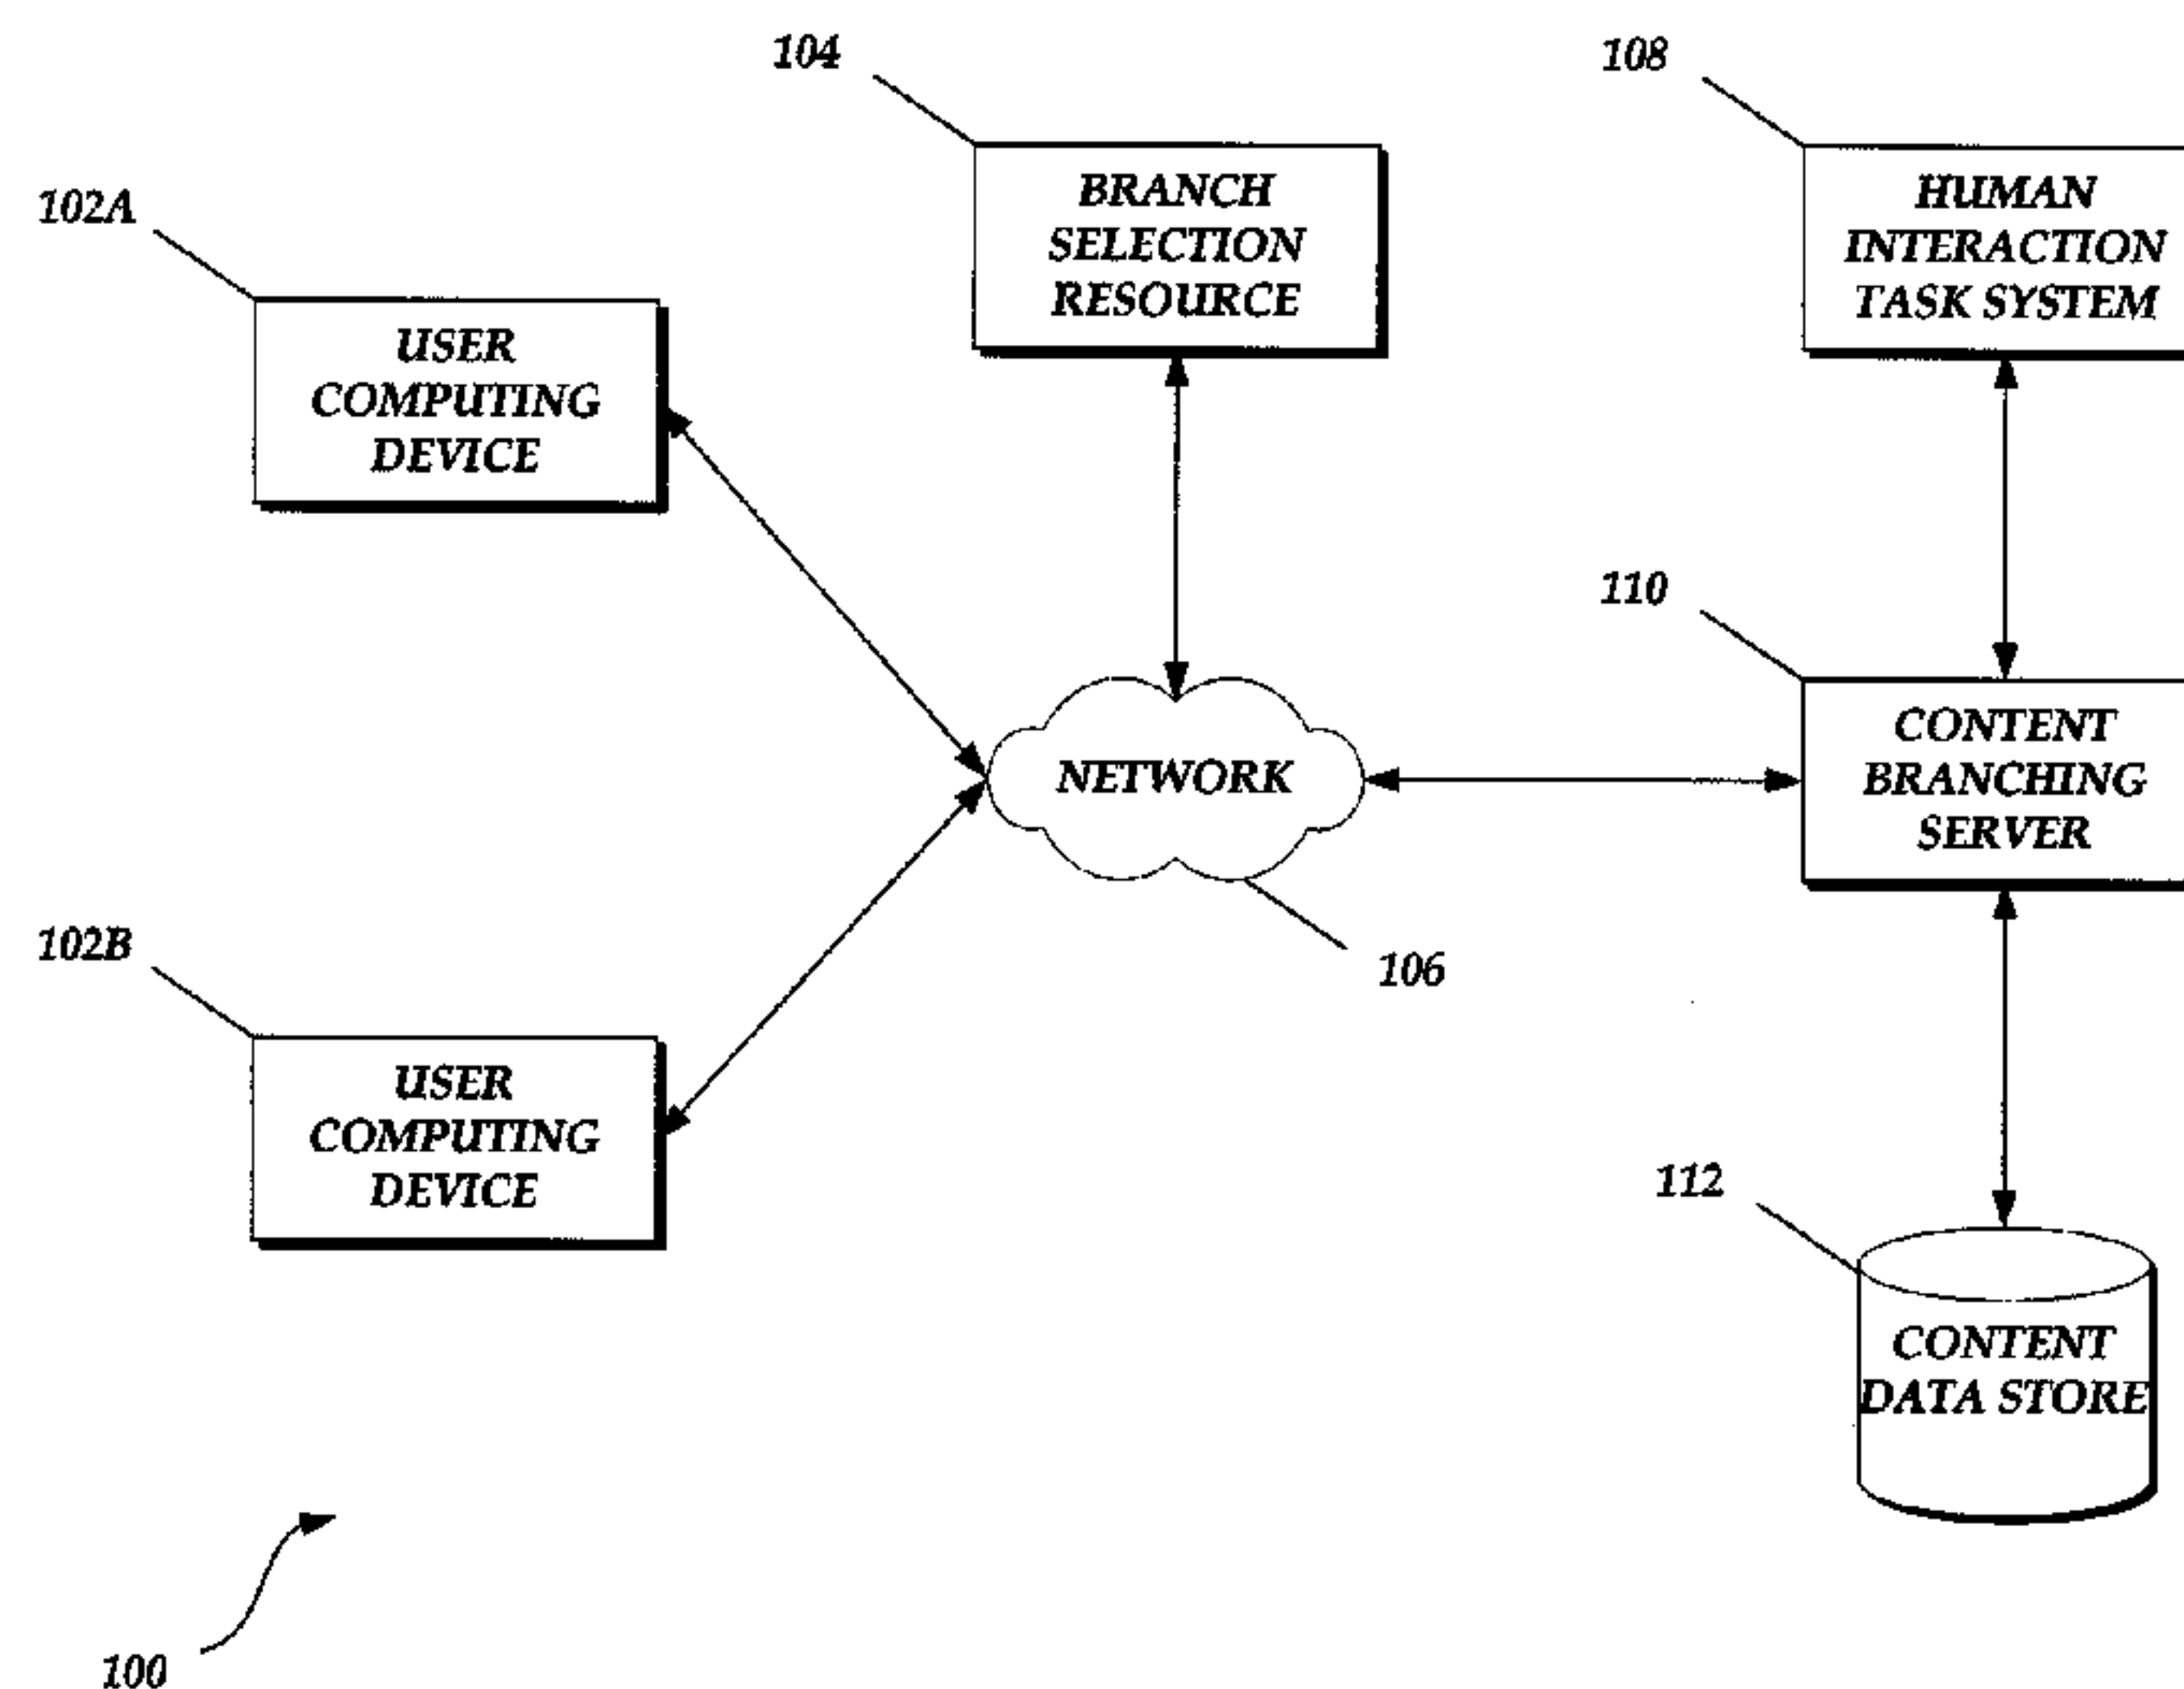 104
108
102A
BRANCH
SELECTION
RESOURCE
HUMAN
INTERACTION
TASK SYSTEM
USER
COMPUTING
DEVICE
110
NETWORK
CONTENT
BRANCHING
SERVER
102B
106
USER
COMPUTING
DEVICE
112
CONTENT
DATA STORE
100